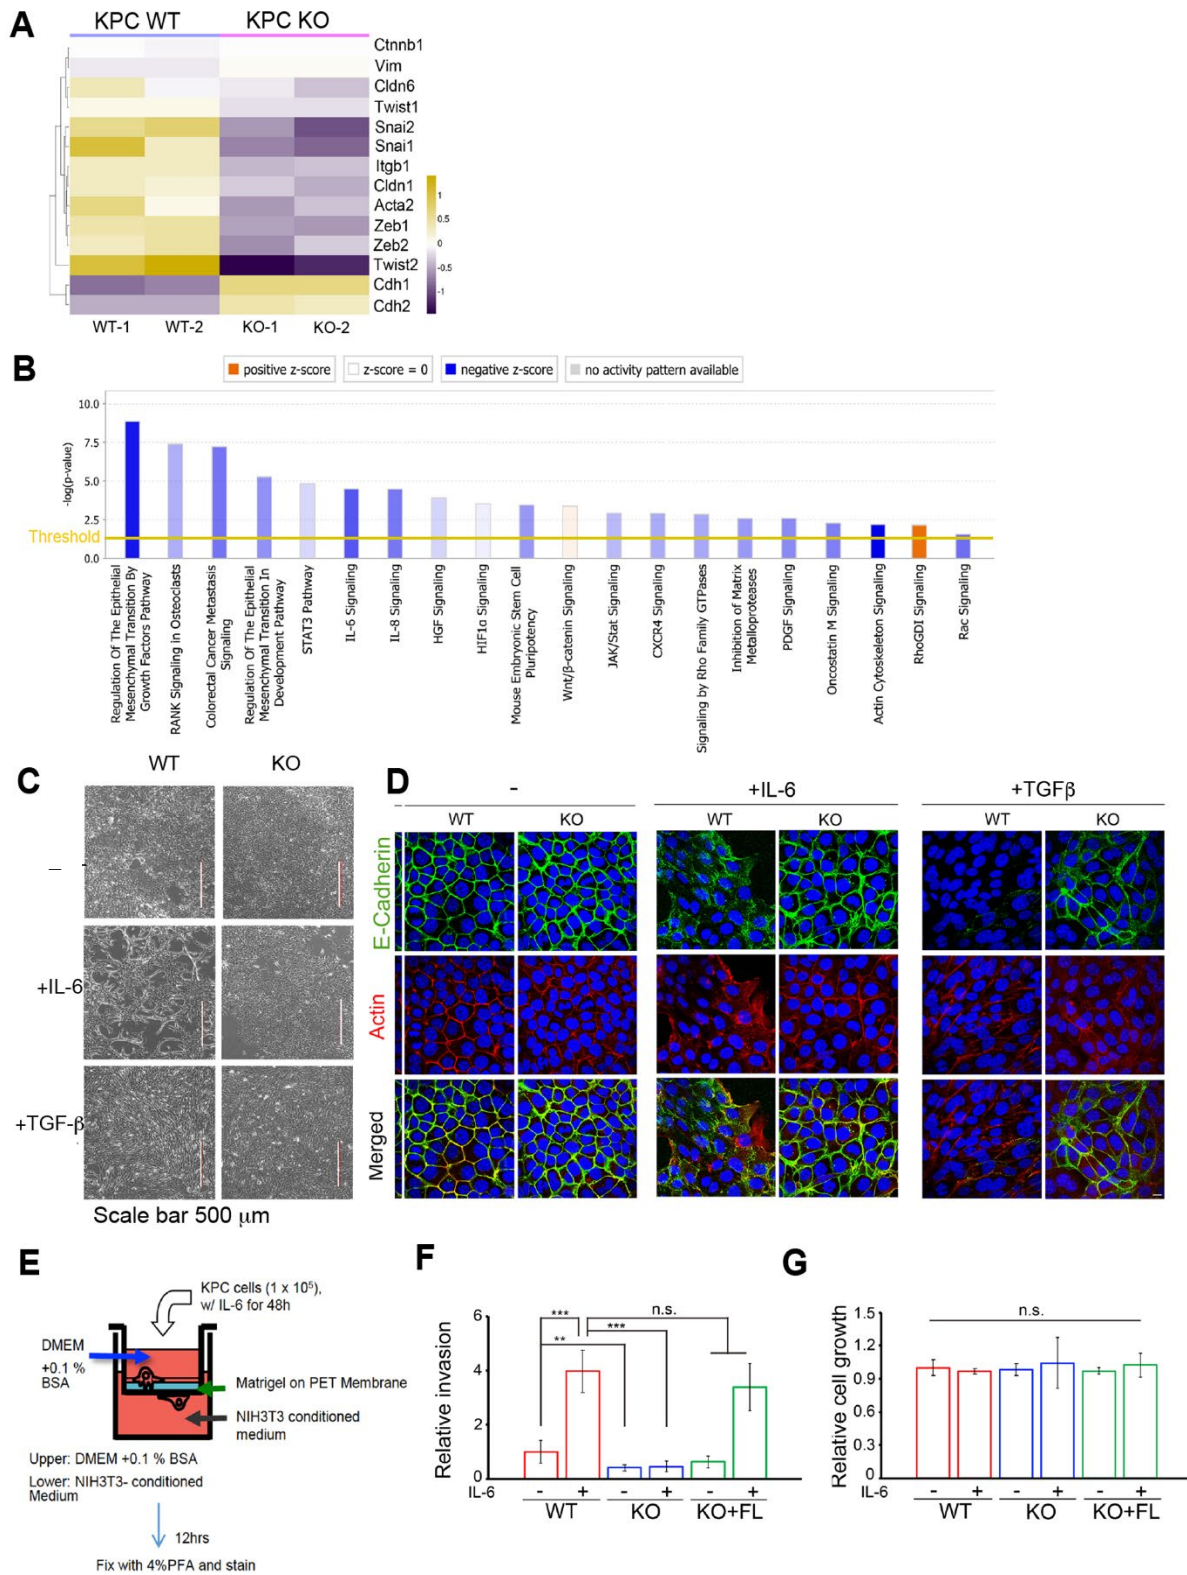 A
KPC WT
KPC KO
Ctnnb1
Vim
Cldn6
Twist1
Snai2
Snai1
Itgb1
Cldn1
Acta2
Zeb1
Zeb2
Twist2
Cdh1
Cdh2
1
0.5
0
-0.5
-1
WT-1
WT-2
KO-1
KO-2
B
positive z-score
z-score = 0
negative z-score
no activity pattern available
-log(p-value)
10.0
7.5
5.0
2.5
0.0
Threshold
Regulation Of The Epithelial
Mesenchymal Transition By
Growth Factors Pathway
RANK Signaling in Osteoclasts
Colorectal Cancer Metastasis
Signaling
Regulation Of The Epithelial
Mesenchymal Transition In
Development Pathway
STAT3 Pathway
IL-6 Signaling
IL-8 Signaling
HGF Signaling
HIF1α Signaling
Mouse Embryonic Stem Cell
Pluripotency
Wnt/β-catenin Signaling
JAK/Stat Signaling
CXCR4 Signaling
Signaling by Rho Family GTPases
Inhibition of Matrix
Metalloproteases
PDGF Signaling
Oncostatin M Signaling
Actin Cytoskeleton Signaling
RhoGDI Signaling
Rac Signaling
C
WT
KO
–
+IL-6
+TGF-β
Scale bar 500 μm
D
-
+IL-6
+TGFβ
WT
KO
WT
KO
WT
KO
E-Cadherin
Actin
Merged
E
KPC cells (1 x 10⁵),
w/ IL-6 for 48h
DMEM
+0.1 %
BSA
Matrigel on PET Membrane
NIH3T3 conditioned
medium
Upper: DMEM +0.1 % BSA
Lower: NIH3T3- conditioned
Medium
12hrs
Fix with 4%PFA and stain
F
Relative invasion
6
4
2
0
***
**
***
n.s.
IL-6
- + - + - +
WT
KO
KO+FL
G
Relative cell growth
1.5
1.2
0.9
0.6
0.3
0
n.s.
IL-6
- + - + - +
WT
KO
KO+FL